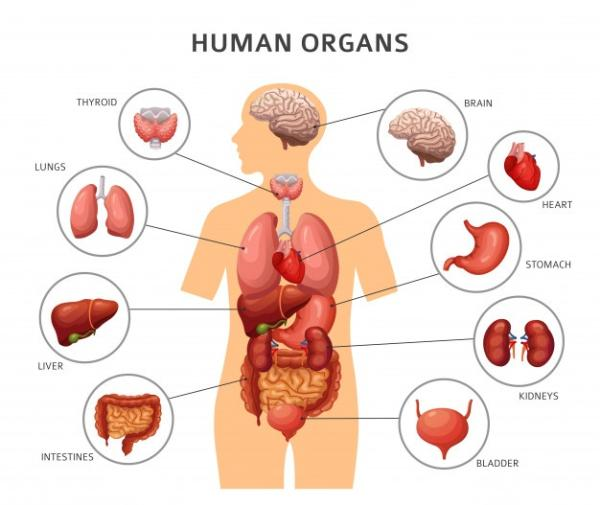 HUMAN ORGANS
THYROID
BRAIN
LUNGS
HEART
STOMACH
LIVER
KIDNEYS
INTESTINES
BLADDER